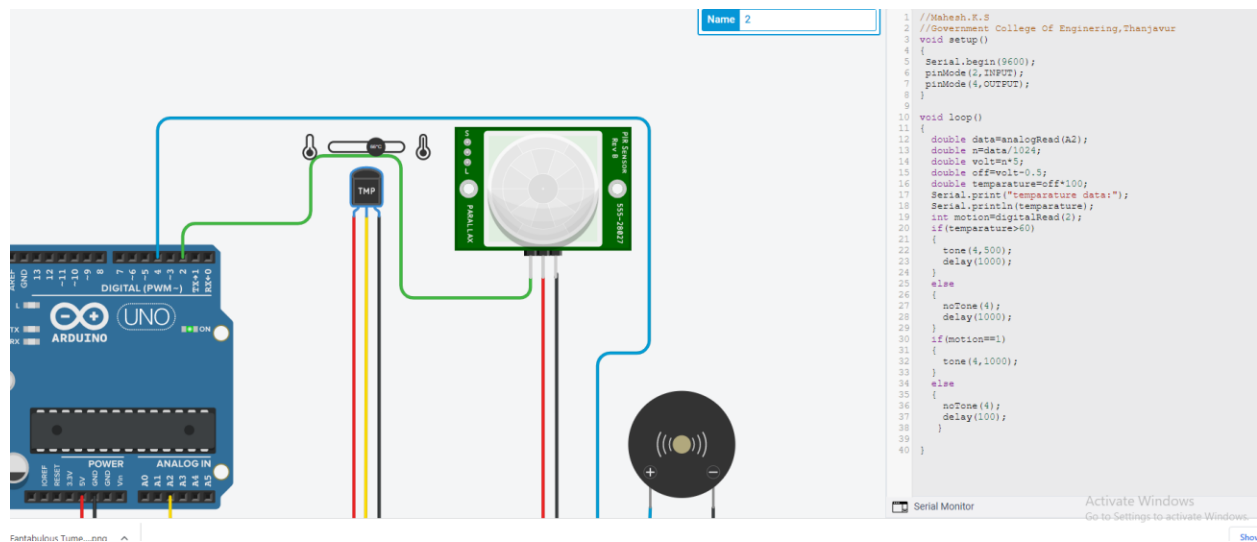 Name 2
TMP
S
L
PIR SENSOR
REV B
PARALLAX
555-28027
AREF
GND
13
12
~11
~10
~9
8
7
~6
~5
4
~3
2
TX→1
RX←0
DIGITAL (PWM~)
L
TX
RX
UNO
ON
ARDUINO
POWER
ANALOG IN
IOREF
RESET
3.3V
5V
GND
GND
Vin
A0
A1
A2
A3
A4
A5
+
-
1 //Mahesh.K.S
2 //Government College Of Enginering,Thanjavur
3 void setup()
4 {
5 Serial.begin(9600);
6 pinMode(2,INPUT);
7 pinMode(4,OUTPUT);
8 }
9
10 void loop()
11 {
12 double data=analogRead(A2);
13 double n=data/1024;
14 double volt=n*5;
15 double off=volt-0.5;
16 double temparature=off*100;
17 Serial.print("temparature data:");
18 Serial.println(temparature);
19 int motion=digitalRead(2);
20 if(temparature>60)
21 {
22 tone(4,500);
23 delay(1000);
24 }
25 else
26 {
27 noTone(4);
28 delay(1000);
29 }
30 if(motion==1)
31 {
32 tone(4,1000);
33 }
34 else
35 {
36 noTone(4);
37 delay(100);
38 }
39
40 }
Serial Monitor
Activate Windows
Go to Settings to activate Windows.
Fantabulous Tume....png
Show